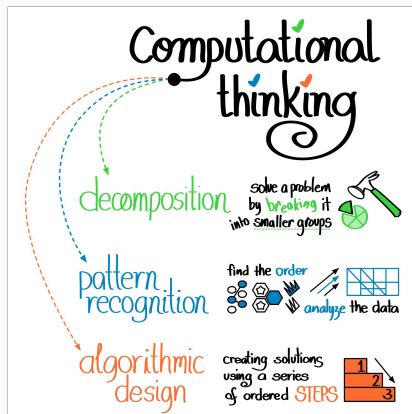 Computational
thinking
decomposition
solve a problem
by breaking it
into smaller groups
pattern
recognition
find the order
analyze the data
algorithmic
design
creating solutions
using a series
of ordered STEPS
1
2
3